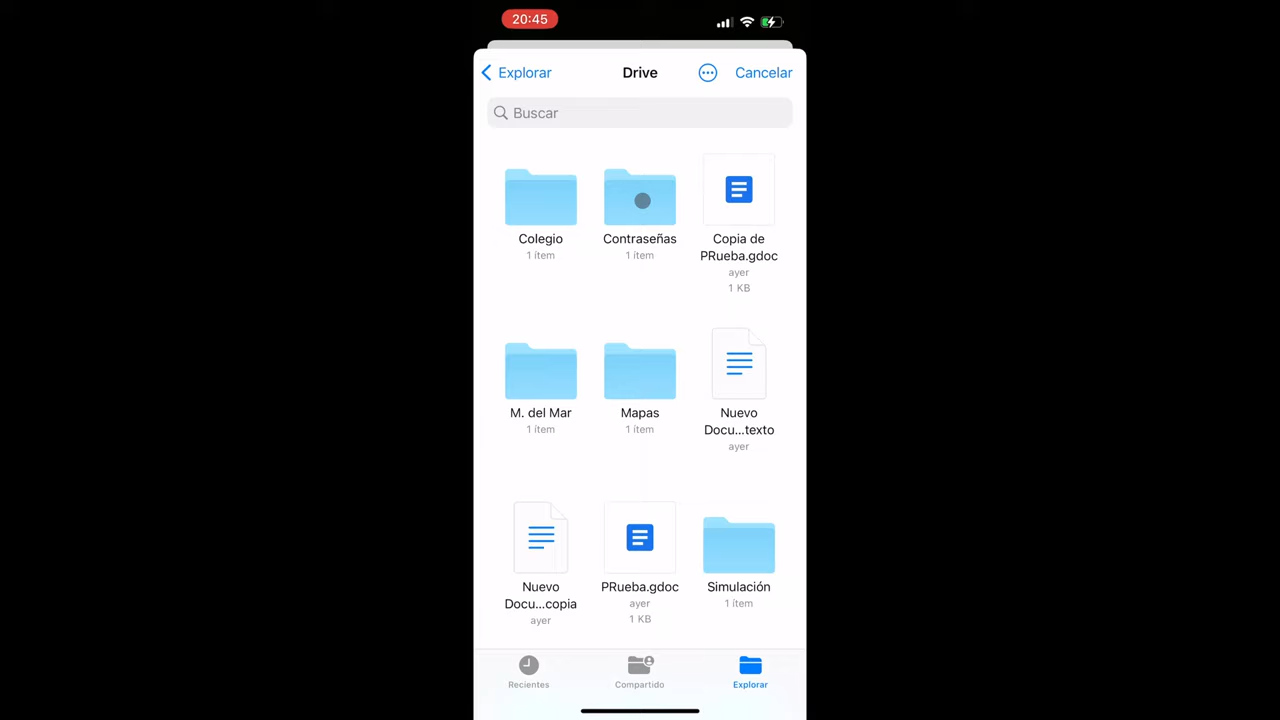 20:45
Explorar
Drive
Cancelar
Buscar
Colegio
1 ítem
Contraseñas
1 ítem
Copia de
PRueba.gdoc
ayer
1 KB
M. del Mar
1 ítem
Mapas
1 ítem
Nuevo
Docu...texto
ayer
Nuevo
Docu...copia
ayer
PRueba.gdoc
ayer
1 KB
Simulación
1 ítem
Recientes
Compartido
Explorar